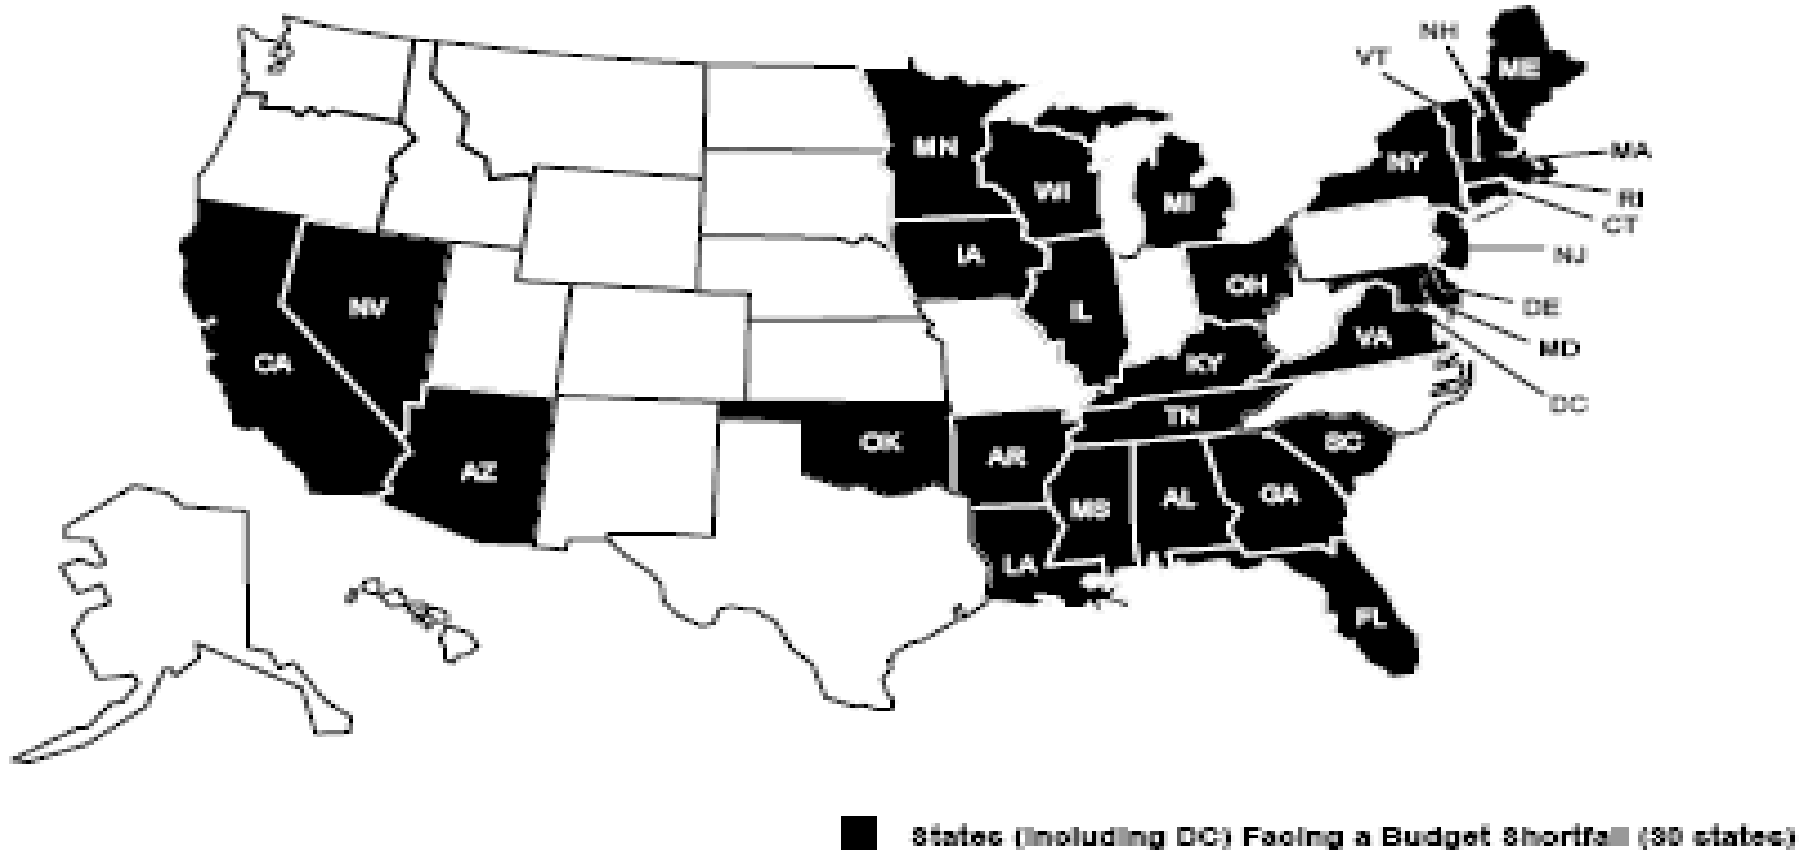 NH
VT
ME
MN
NY
MA
WI
MI
RI
CT
IA
NJ
OH
NV
IL
DE
VA
MD
CA
KY
DC
TN
OK
SC
AR
AZ
AL
GA
MS
LA
FL
States (Including DC) Facing a Budget Shortfall ( states)